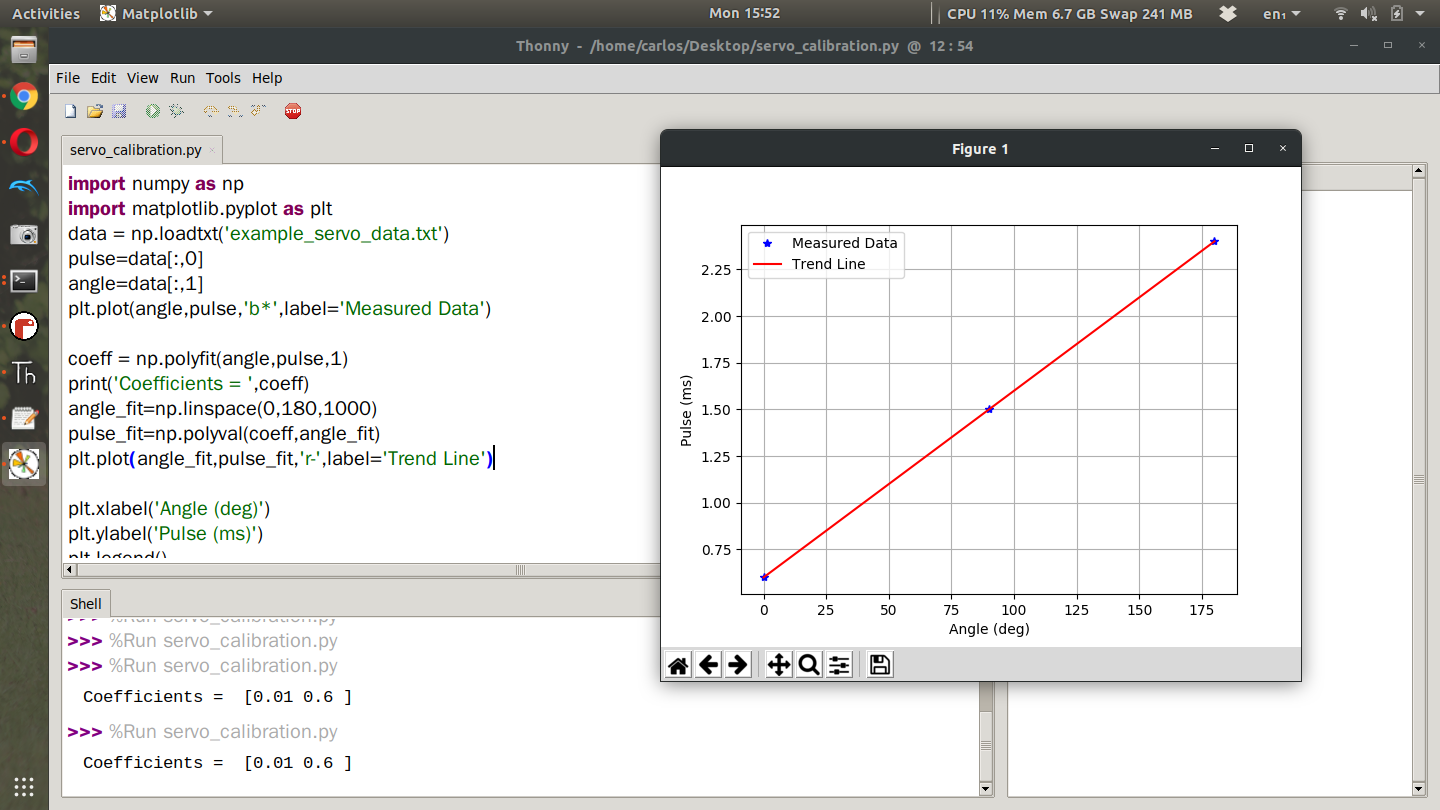 Activities
Matplotlib
Mon 15:52
CPU 11% Mem 6.7 GB Swap 241 MB
en₁
Thonny - /home/carlos/Desktop/servo_calibration.py @ 12 : 54
File Edit View Run Tools Help
STOP
servo_calibration.py
import numpy as np
import matplotlib.pyplot as plt
data = np.loadtxt('example_servo_data.txt')
pulse=data[:,0]
angle=data[:,1]
plt.plot(angle,pulse,'b*',label='Measured Data')
coeff = np.polyfit(angle,pulse,1)
print('Coefficients = ',coeff)
angle_fit=np.linspace(0,180,1000)
pulse_fit=np.polyval(coeff,angle_fit)
plt.plot(angle_fit,pulse_fit,'r-',label='Trend Line')
plt.xlabel('Angle (deg)')
plt.ylabel('Pulse (ms)')
plt.legend()
Th
Shell
>>> %Run servo_calibration.py
>>> %Run servo_calibration.py
>>> %Run servo_calibration.py
Coefficients =  [0.01 0.6 ]
>>> %Run servo_calibration.py
Coefficients =  [0.01 0.6 ]
Figure 1
Measured Data
Trend Line
2.25
2.00
1.75
1.50
1.25
1.00
0.75
Pulse (ms)
0 25 50 75 100 125 150 175
Angle (deg)